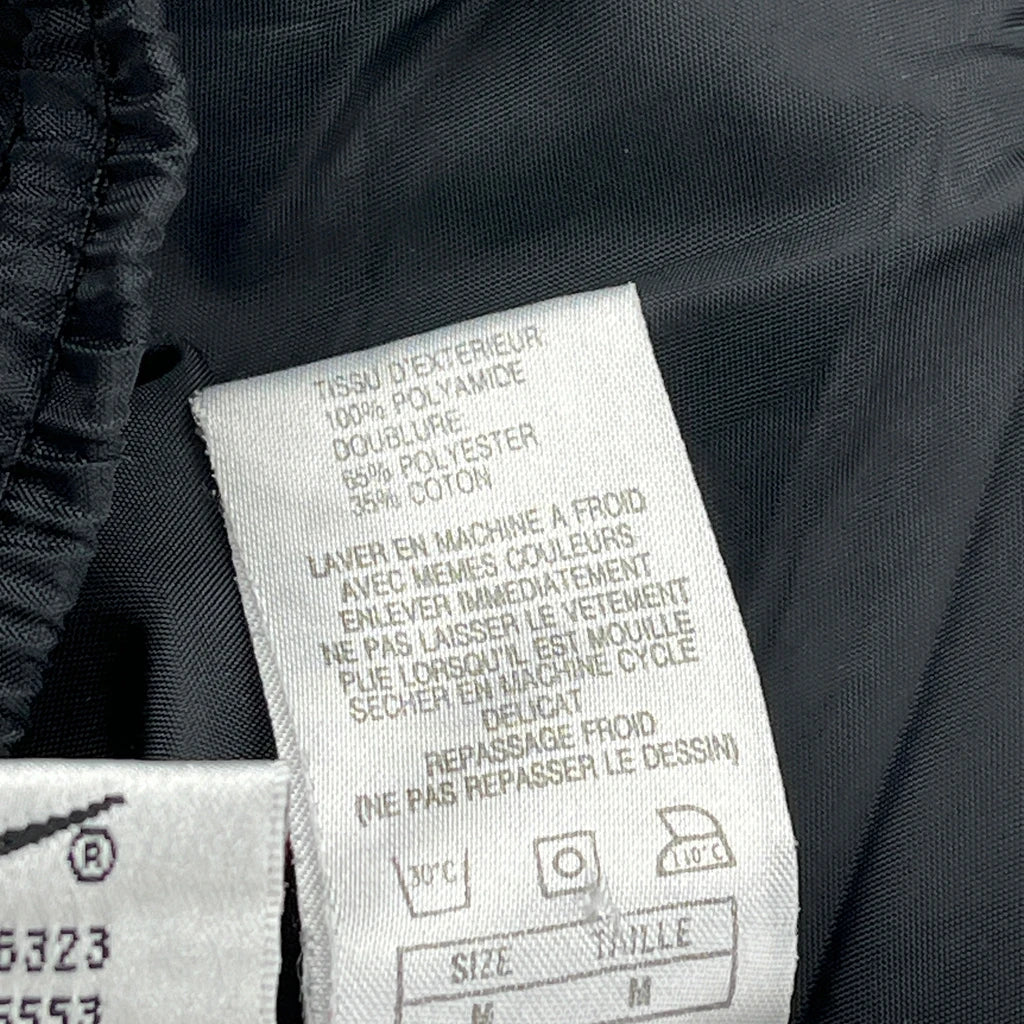 TISSU D'EXTERIEUR
100% POLYAMIDE
DOUBLURE
65% POLYESTER
35% COTON
LAVER EN MACHINE A FROID
AVEC MEMES COULEURS
ENLEVER IMMEDIATEMENT
NE PAS LAISSER LE VETEMENT
PLIE LORSQU'IL EST MOUILLE
SECHER EN MACHINE CYCLE
DELICAT
REPASSAGE FROID
(NE PAS REPASSER LE DESSIN)
30°C
110°C
SIZE TAILLE
M M
®
6323
5553